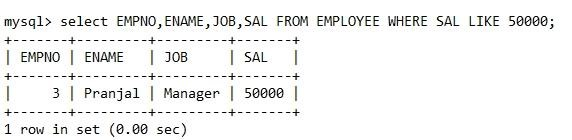 mysql> select EMPNO,ENAME,JOB,SAL FROM EMPLOYEE WHERE SAL LIKE 50000;
+-------+---------+---------+-------+
| EMPNO | ENAME   | JOB     | SAL   |
+-------+---------+---------+-------+
|     3 | Pranjal | Manager | 50000 |
+-------+---------+---------+-------+
1 row in set (0.00 sec)